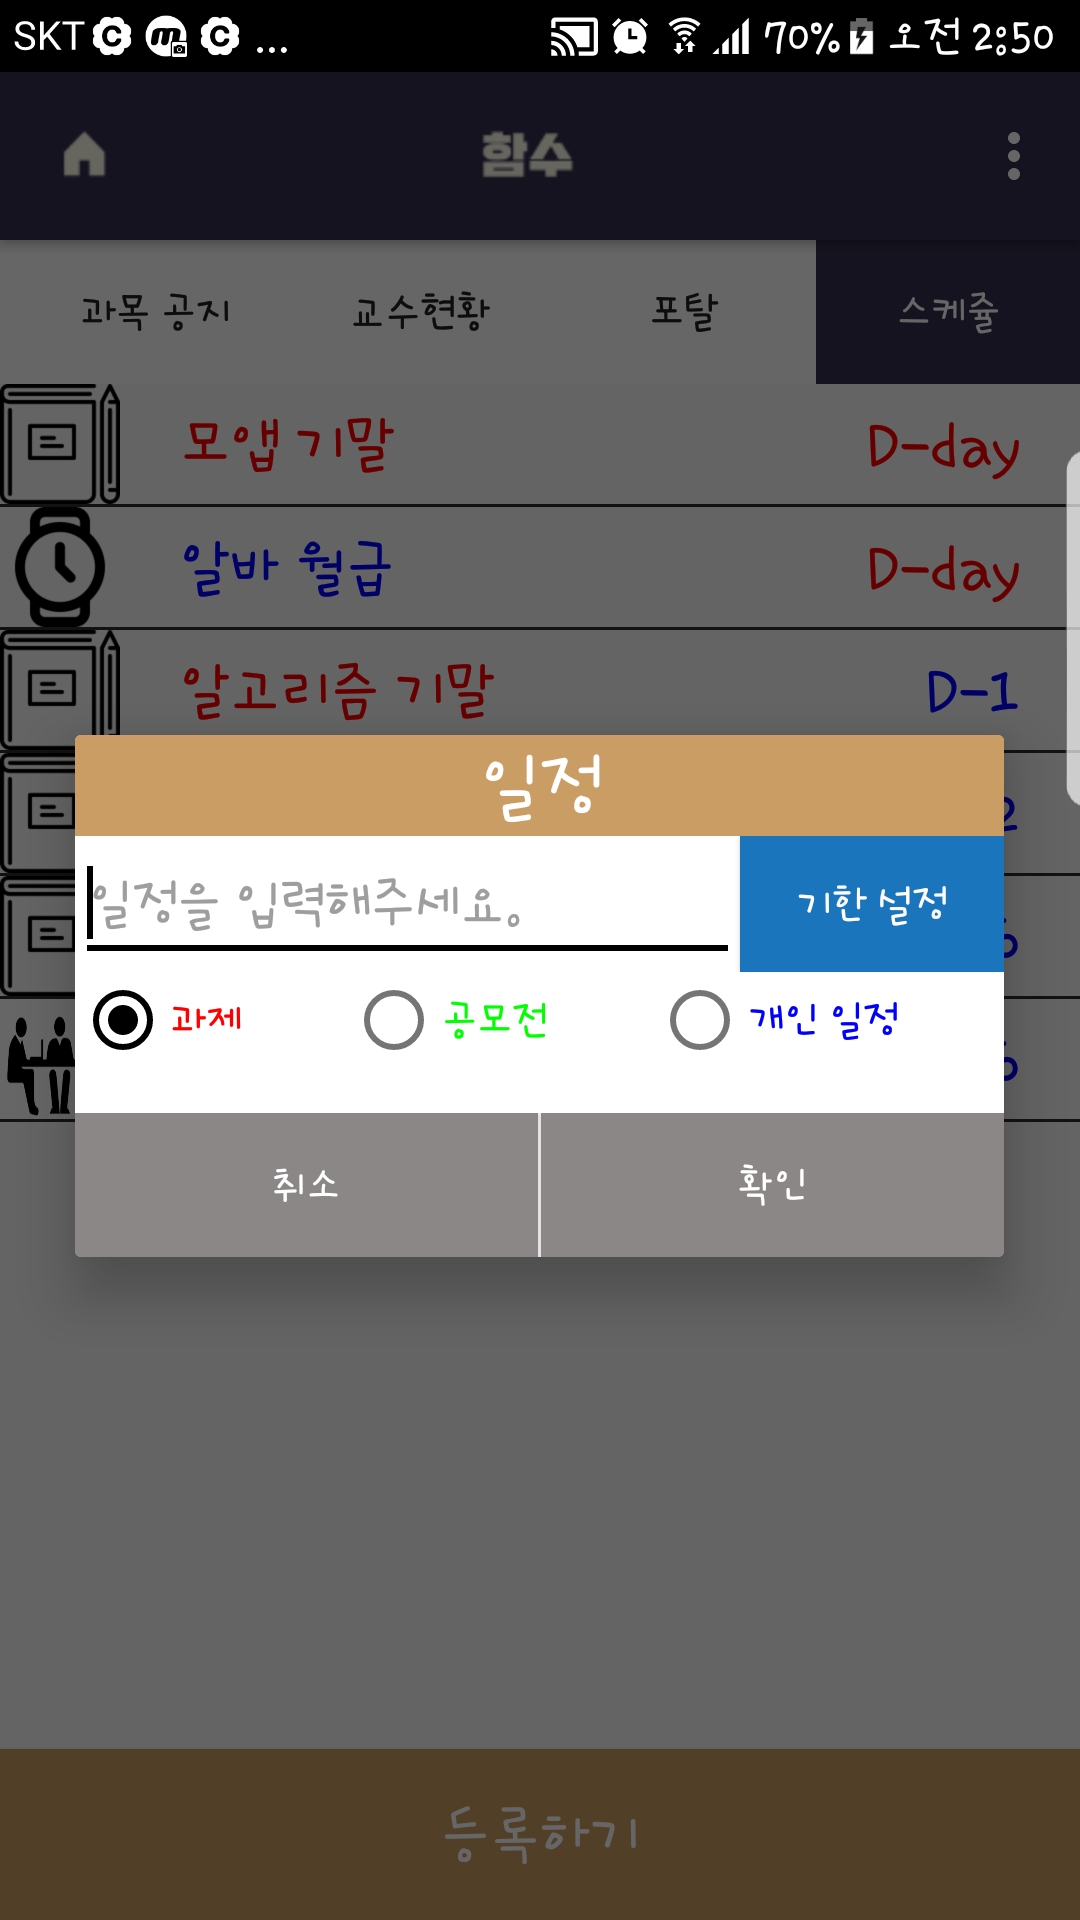 SKT ... 70% 오전 2:50
함수
과목 공지 교수현황 포탈 스케쥴
모앱 기말 D-day
알바 월급 D-day
알고리즘 기말 D-1
일정
일정을 입력해주세요。 기한 설정
과제 공모전 개인 일정
취소 확인
등록하기